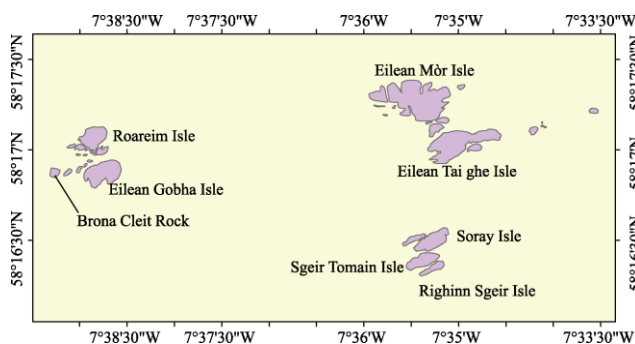 7°38'30"W 7°37'30"W 7°36'W 7°35'W 7°33'30"W
58°17'30"N 58°17'30"N
Eilean Mòr Isle
Roareim Isle
58°17'N 58°17'N
Eilean Tai ghe Isle
Eilean Gobha Isle
Brona Cleit Rock
58°16'30"N 58°16'30"N
Soray Isle
Sgeir Tomain Isle
Righinn Sgeir Isle
7°38'30"W 7°37'30"W 7°36'W 7°35'W 7°33'30"W